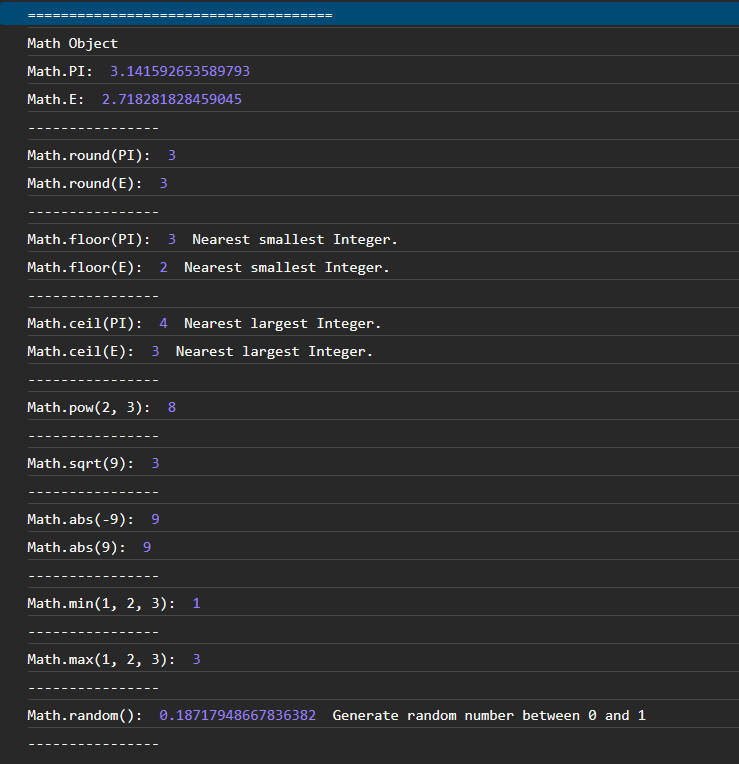 =====================================
Math Object
Math.PI:  3.141592653589793
Math.E:  2.718281828459045
----------------
Math.round(PI):  3
Math.round(E):  3
----------------
Math.floor(PI):  3  Nearest smallest Integer.
Math.floor(E):  2  Nearest smallest Integer.
----------------
Math.ceil(PI):  4  Nearest largest Integer.
Math.ceil(E):  3  Nearest largest Integer.
----------------
Math.pow(2, 3):  8
----------------
Math.sqrt(9):  3
----------------
Math.abs(-9):  9
Math.abs(9):  9
----------------
Math.min(1, 2, 3):  1
----------------
Math.max(1, 2, 3):  3
----------------
Math.random():  0.18717948667836382  Generate random number between 0 and 1
----------------